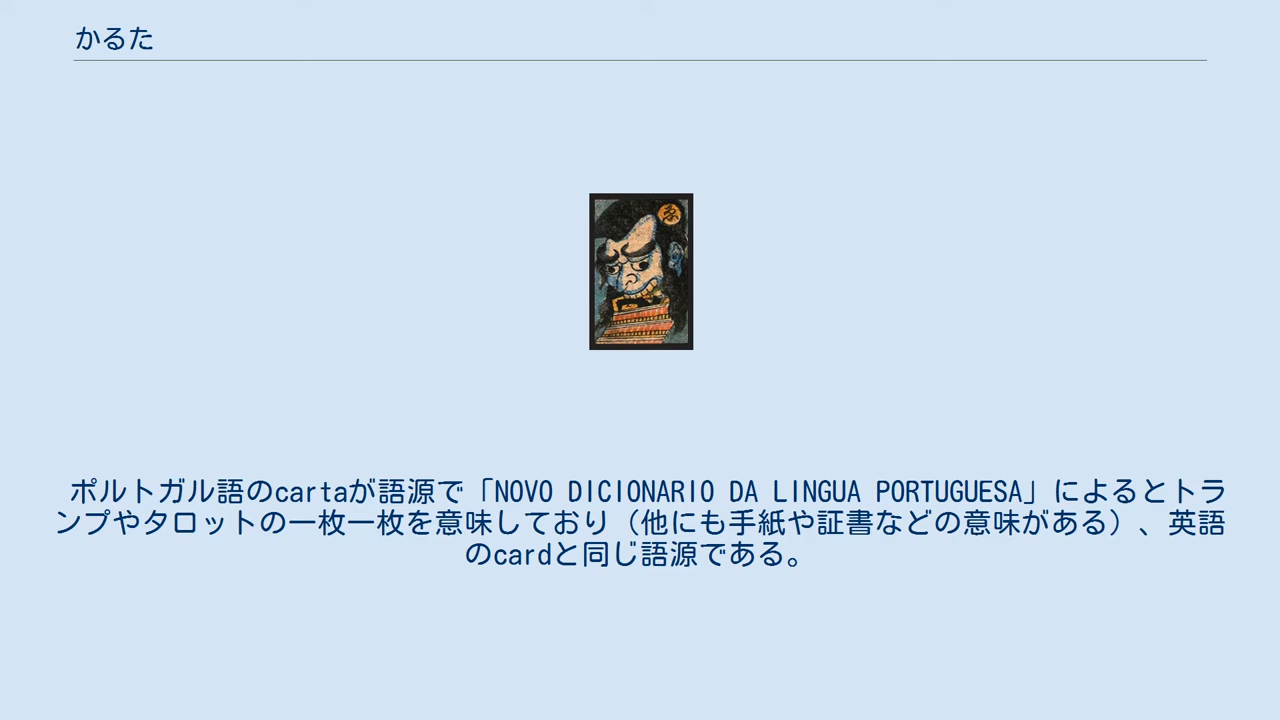 かるた
ポルトガル語のcartaが語源で「NOVO DICIONARIO DA LINGUA PORTUGUESA」によるとトラ
ンプやタロットの一枚一枚を意味しており（他にも手紙や証書などの意味がある）、英語
のcardと同じ語源である。